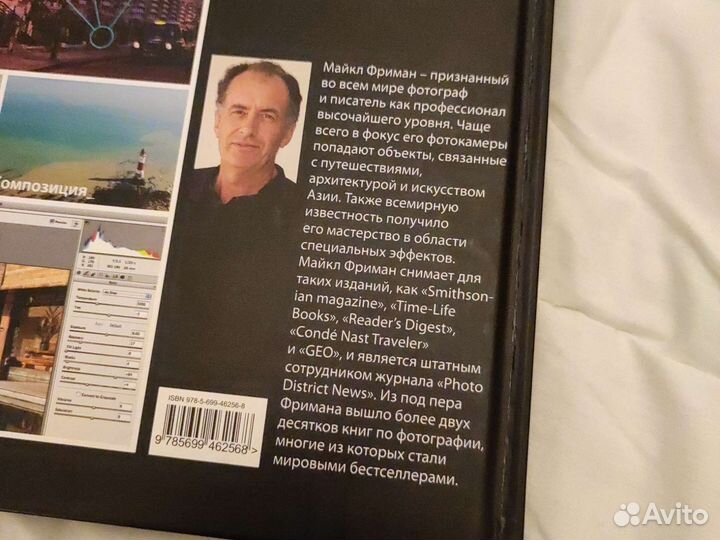 Майкл Фриман – признанный
во всем мире фотограф
и писатель как профессионал
высочайшего уровня. Чаще
всего в фокус его фотокамеры
попадают объекты, связанные
с путешествиями,
архитектурой и искусством
Азии. Также всемирную
известность получило
его мастерство в области
специальных эффектов.
Майкл Фриман снимает для
таких изданий, как «Smithson-
ian magazine», «Time-Life
Books», «Reader’s Digest»,
«Condé Nast Traveler»
и «GEO», и является штатным
сотрудником журнала «Photo
District News». Из под пера
Фримана вышло более двух
десятков книг по фотографии,
многие из которых стали
мировыми бестселлерами.
Композиция
ISBN 978-5-699-46256-8
9 785699 462568 >
Avito